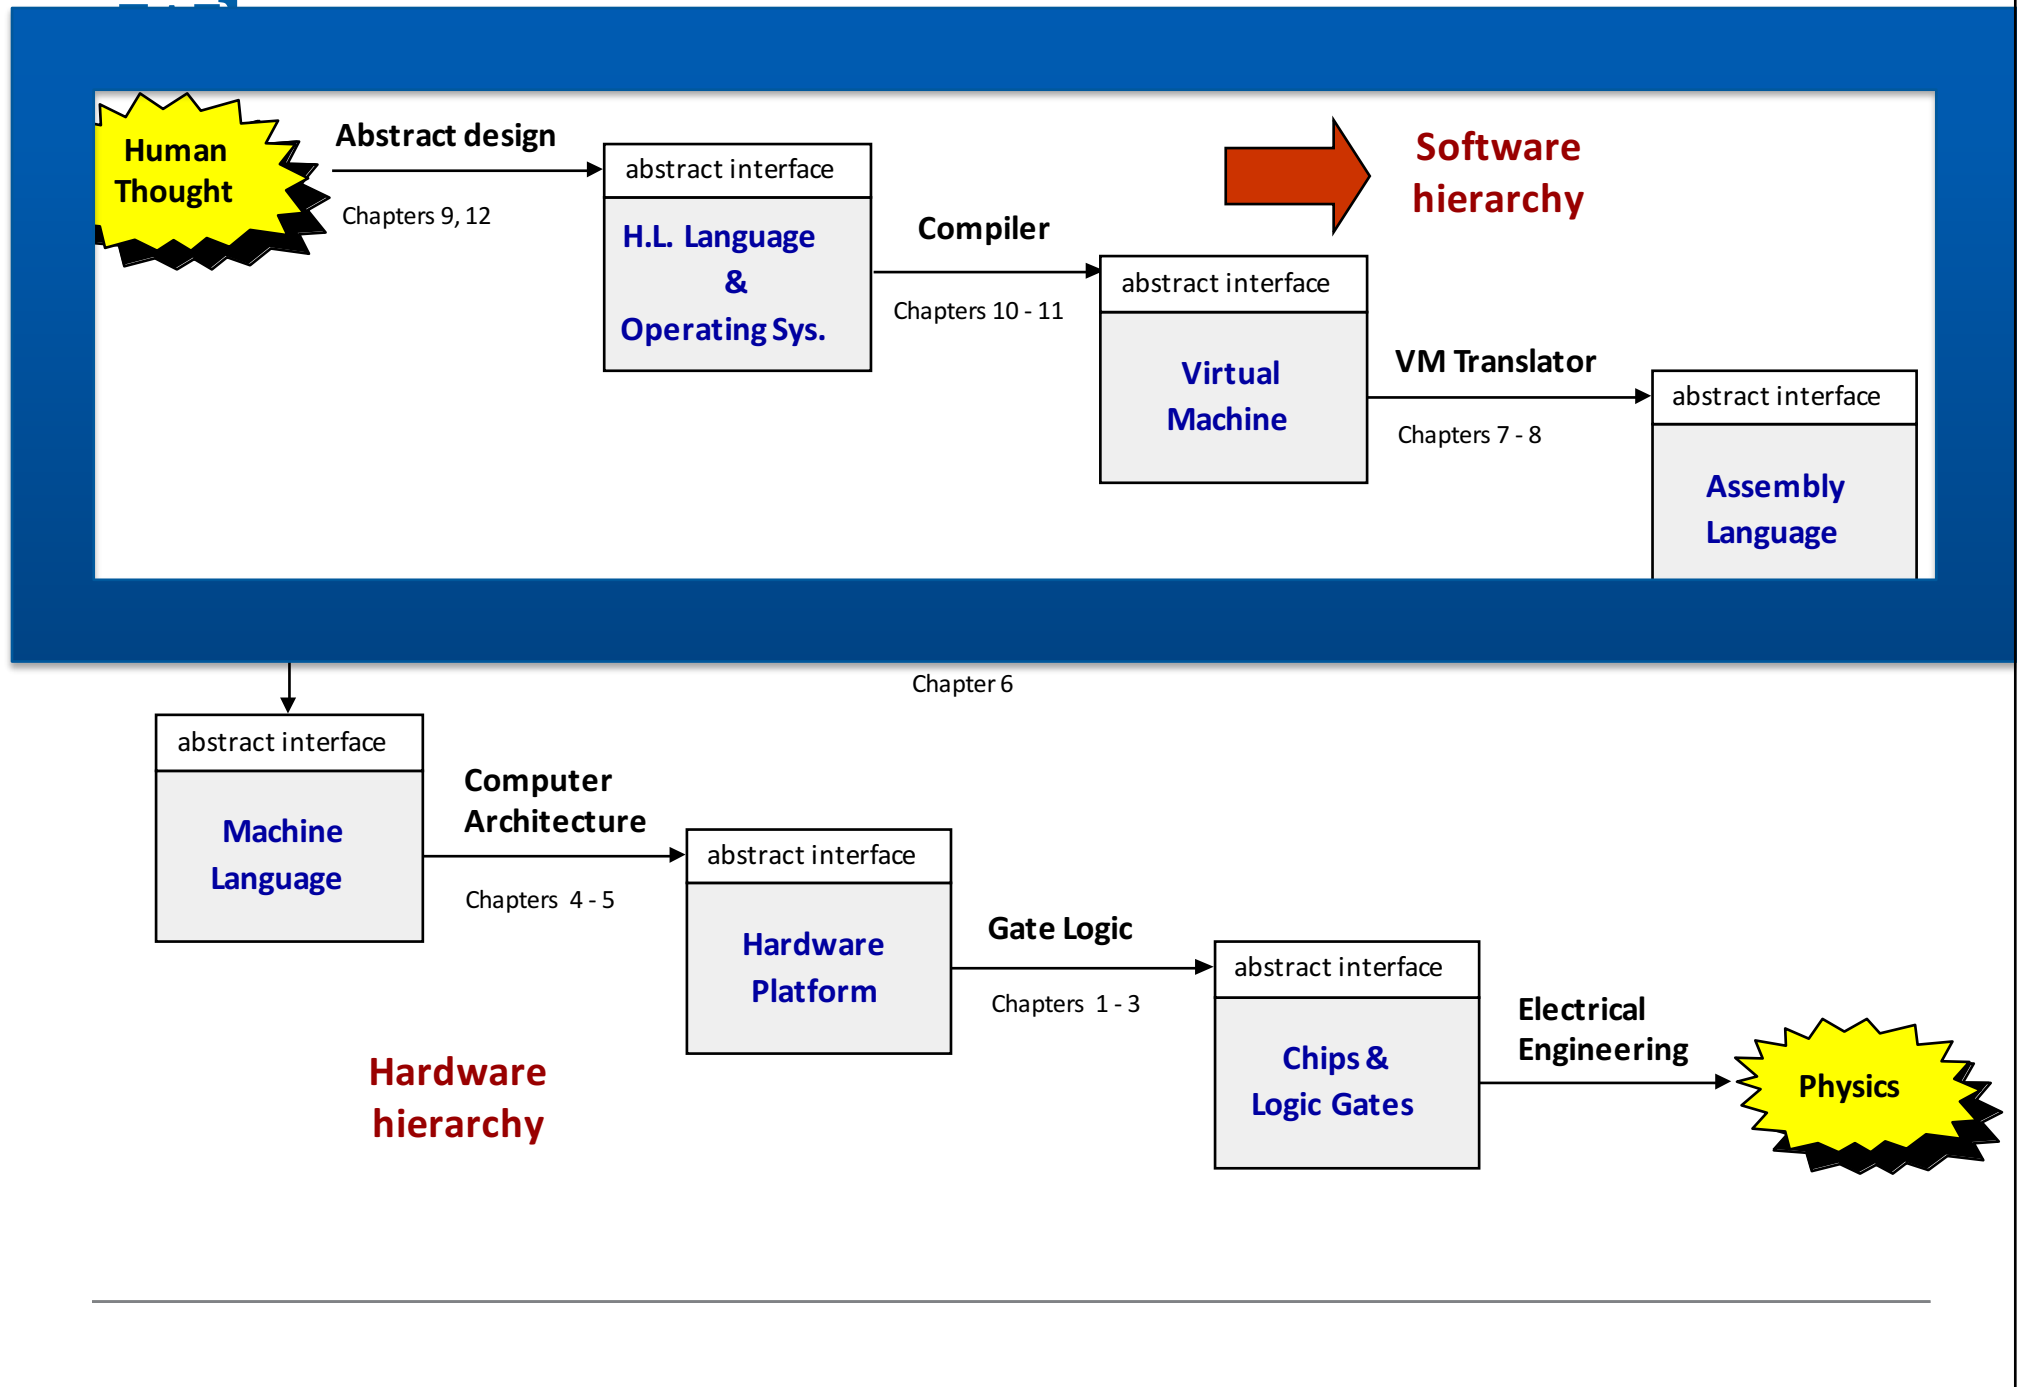 Human
Thought
Abstract design
Chapters 9, 12
abstract interface
H.L. Language
&
Operating Sys.
Compiler
Chapters 10 - 11
Software
hierarchy
abstract interface
Virtual
Machine
VM Translator
Chapters 7 - 8
abstract interface
Assembly
Language
Chapter 6
abstract interface
Machine
Language
Computer
Architecture
Chapters 4 - 5
abstract interface
Hardware
Platform
Gate Logic
Chapters 1 - 3
abstract interface
Chips &
Logic Gates
Electrical
Engineering
Physics
Hardware
hierarchy